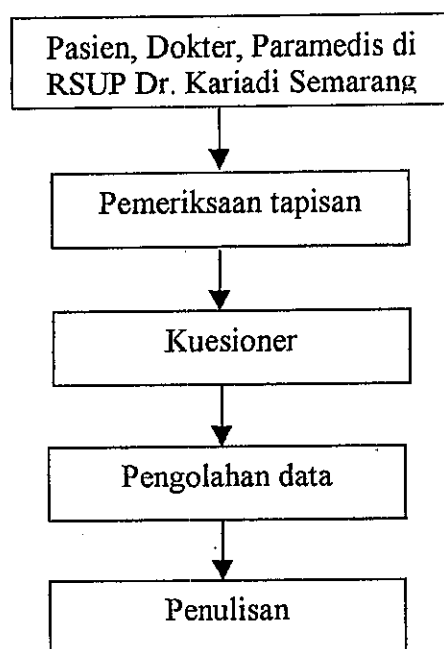 Pasien, Dokter, Paramedis di
RSUP Dr. Kariadi Semarang
Pemeriksaan tapisan
Kuesioner
Pengolahan data
Penulisan